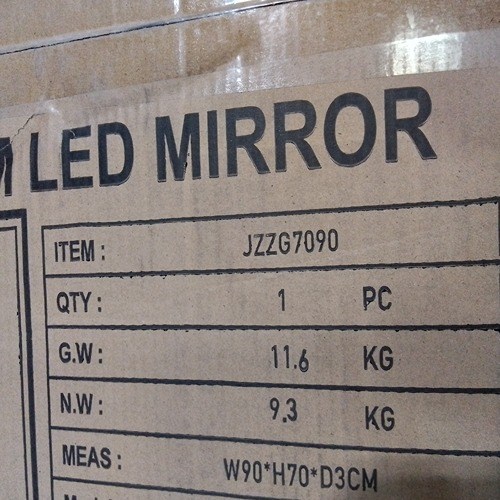 LED MIRROR
ITEM : JZZG7090
QTY : 1 PC
G.W : 11.6 KG
N.W : 9.3 KG
MEAS : W90*H70*D3CM